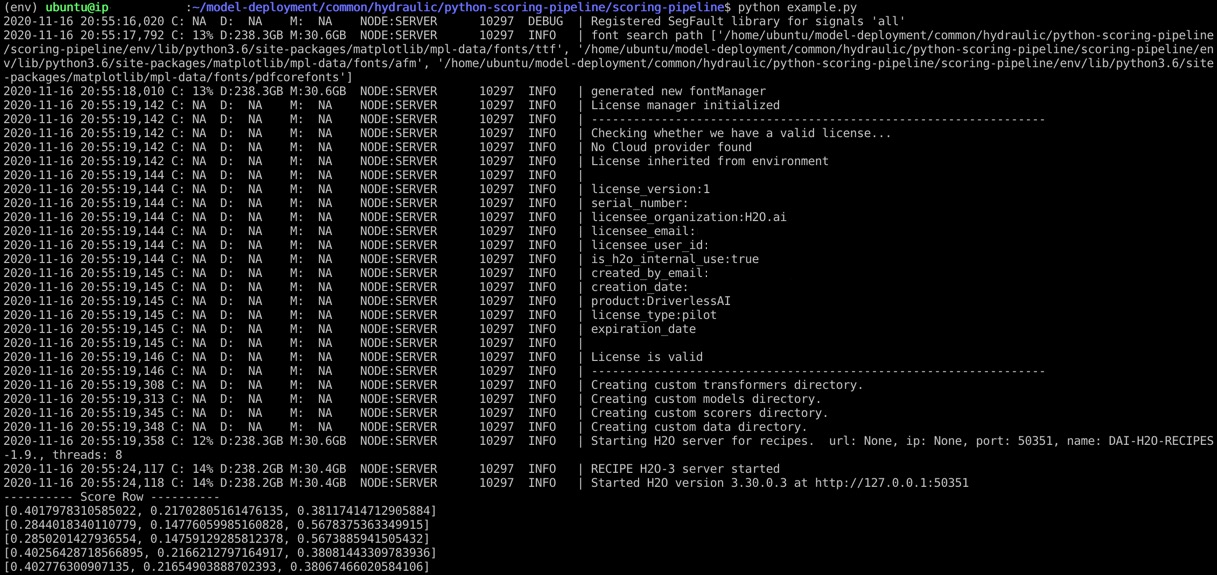 (env) ubuntu@ip :~/model-deployment/common/hydraulic/python-scoring-pipeline/scoring-pipeline$ python example.py
2020-11-16 20:55:16,020 C: NA D: NA M: NA NODE:SERVER 10297 DEBUG | Registered SegFault library for signals 'all'
2020-11-16 20:55:17,792 C: 13% D:238.3GB M:30.6GB NODE:SERVER 10297 INFO | font search path ['/home/ubuntu/model-deployment/common/hydraulic/python-scoring-pipeline
/scoring-pipeline/env/lib/python3.6/site-packages/matplotlib/mpl-data/fonts/ttf', '/home/ubuntu/model-deployment/common/hydraulic/python-scoring-pipeline/scoring-pipeline/en
v/lib/python3.6/site-packages/matplotlib/mpl-data/fonts/afm', '/home/ubuntu/model-deployment/common/hydraulic/python-scoring-pipeline/scoring-pipeline/env/lib/python3.6/site
-packages/matplotlib/mpl-data/fonts/pdfcorefonts']
2020-11-16 20:55:18,010 C: 13% D:238.3GB M:30.6GB NODE:SERVER 10297 INFO | generated new fontManager
2020-11-16 20:55:19,142 C: NA D: NA M: NA NODE:SERVER 10297 INFO | License manager initialized
2020-11-16 20:55:19,142 C: NA D: NA M: NA NODE:SERVER 10297 INFO | -----------------------------------------------------------------
2020-11-16 20:55:19,142 C: NA D: NA M: NA NODE:SERVER 10297 INFO | Checking whether we have a valid license...
2020-11-16 20:55:19,142 C: NA D: NA M: NA NODE:SERVER 10297 INFO | No Cloud provider found
2020-11-16 20:55:19,142 C: NA D: NA M: NA NODE:SERVER 10297 INFO | License inherited from environment
2020-11-16 20:55:19,144 C: NA D: NA M: NA NODE:SERVER 10297 INFO |
2020-11-16 20:55:19,144 C: NA D: NA M: NA NODE:SERVER 10297 INFO | license_version:1
2020-11-16 20:55:19,144 C: NA D: NA M: NA NODE:SERVER 10297 INFO | serial_number:
2020-11-16 20:55:19,144 C: NA D: NA M: NA NODE:SERVER 10297 INFO | licensee_organization:H2O.ai
2020-11-16 20:55:19,144 C: NA D: NA M: NA NODE:SERVER 10297 INFO | licensee_email:
2020-11-16 20:55:19,144 C: NA D: NA M: NA NODE:SERVER 10297 INFO | licensee_user_id:
2020-11-16 20:55:19,144 C: NA D: NA M: NA NODE:SERVER 10297 INFO | is_h2o_internal_use:true
2020-11-16 20:55:19,145 C: NA D: NA M: NA NODE:SERVER 10297 INFO | created_by_email:
2020-11-16 20:55:19,145 C: NA D: NA M: NA NODE:SERVER 10297 INFO | creation_date:
2020-11-16 20:55:19,145 C: NA D: NA M: NA NODE:SERVER 10297 INFO | product:DriverlessAI
2020-11-16 20:55:19,145 C: NA D: NA M: NA NODE:SERVER 10297 INFO | license_type:pilot
2020-11-16 20:55:19,145 C: NA D: NA M: NA NODE:SERVER 10297 INFO | expiration_date
2020-11-16 20:55:19,145 C: NA D: NA M: NA NODE:SERVER 10297 INFO |
2020-11-16 20:55:19,146 C: NA D: NA M: NA NODE:SERVER 10297 INFO | License is valid
2020-11-16 20:55:19,146 C: NA D: NA M: NA NODE:SERVER 10297 INFO | -----------------------------------------------------------------
2020-11-16 20:55:19,308 C: NA D: NA M: NA NODE:SERVER 10297 INFO | Creating custom transformers directory.
2020-11-16 20:55:19,313 C: NA D: NA M: NA NODE:SERVER 10297 INFO | Creating custom models directory.
2020-11-16 20:55:19,345 C: NA D: NA M: NA NODE:SERVER 10297 INFO | Creating custom scorers directory.
2020-11-16 20:55:19,348 C: NA D: NA M: NA NODE:SERVER 10297 INFO | Creating custom data directory.
2020-11-16 20:55:19,358 C: 12% D:238.3GB M:30.6GB NODE:SERVER 10297 INFO | Starting H2O server for recipes. url: None, ip: None, port: 50351, name: DAI-H2O-RECIPES
-1.9., threads: 8
2020-11-16 20:55:24,117 C: 14% D:238.2GB M:30.4GB NODE:SERVER 10297 INFO | RECIPE H2O-3 server started
2020-11-16 20:55:24,118 C: 14% D:238.2GB M:30.4GB NODE:SERVER 10297 INFO | Started H2O version 3.30.0.3 at http://127.0.0.1:50351
---------- Score Row ----------
[0.4017978310585022, 0.21702805161476135, 0.38117414712905884]
[0.2844018340110779, 0.14776059985160828, 0.5678375363349915]
[0.2850201427936554, 0.14759129285812378, 0.5673885941505432]
[0.40256428718566895, 0.2166212797164917, 0.38081443309783936]
[0.402776300907135, 0.21654903888702393, 0.38067466020584106]